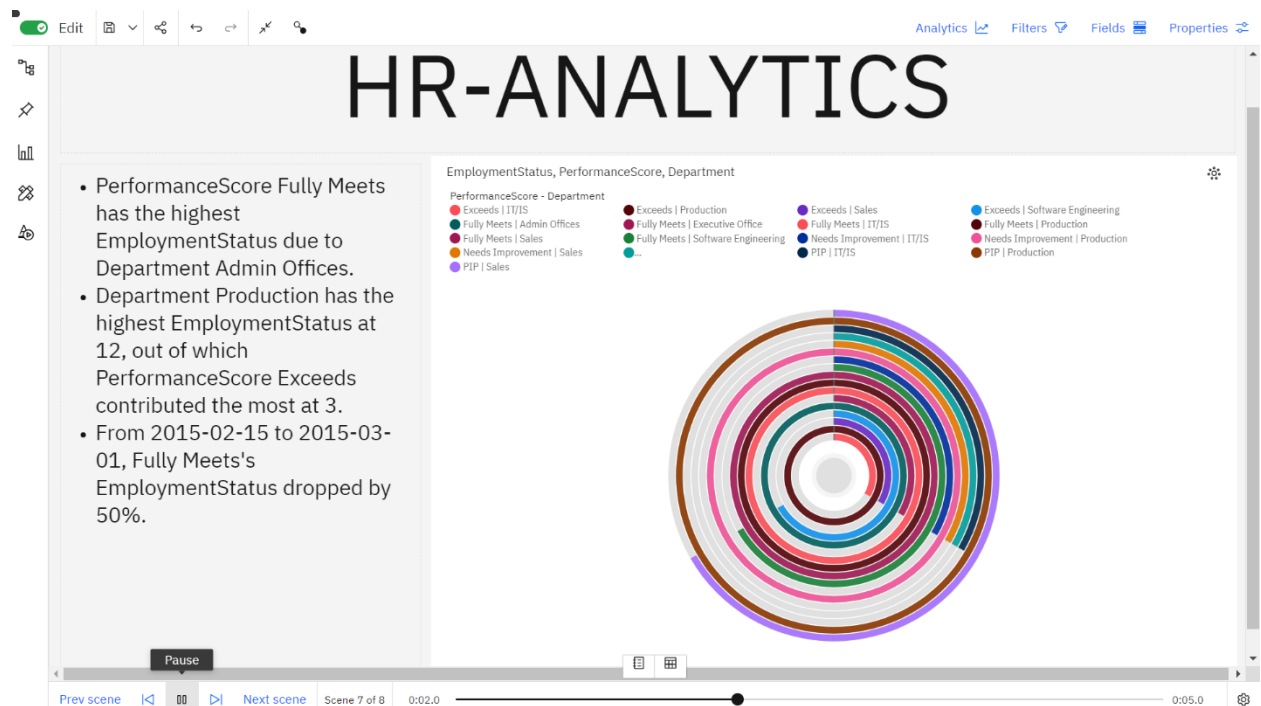 Edit
Analytics
Filters
Fields
Properties
HR-ANALYTICS
• PerformanceScore Fully Meets
has the highest
EmploymentStatus due to
Department Admin Offices.
• Department Production has the
highest EmploymentStatus at
12, out of which
PerformanceScore Exceeds
contributed the most at 3.
• From 2015-02-15 to 2015-03-
01, Fully Meets's
EmploymentStatus dropped by
50%.
EmploymentStatus, PerformanceScore, Department
PerformanceScore - Department
Exceeds | IT/IS
Exceeds | Production
Exceeds | Sales
Exceeds | Software Engineering
Fully Meets | Admin Offices
Fully Meets | Executive Office
Fully Meets | IT/IS
Fully Meets | Production
Fully Meets | Sales
Fully Meets | Software Engineering
Needs Improvement | IT/IS
Needs Improvement | Production
Needs Improvement | Sales
...
PIP | IT/IS
PIP | Production
PIP | Sales
Pause
Prev scene
Next scene
Scene 7 of 8
0:02.0
0:05.0